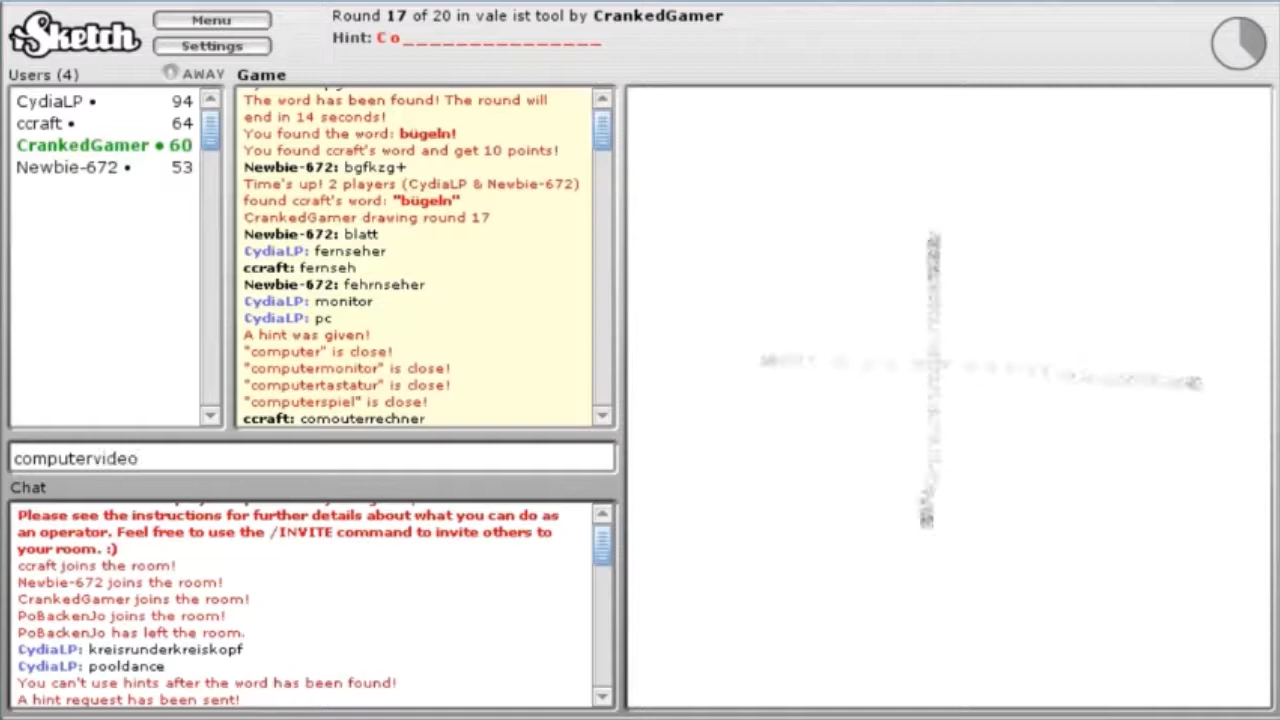 iSketch
Menu
Settings
Round 17 of 20 in vale ist tool by CrankedGamer
Hint: Co_______________
Users (4)
AWAY
CydiaLP • 94
ccraft • 64
CrankedGamer • 60
Newbie-672 • 53
Game
The word has been found! The round will
end in 14 seconds!
You found the word: bügeln!
You found ccraft's word and get 10 points!
Newbie-672: bgfkzg+
Time's up! 2 players (CydiaLP & Newbie-672)
found ccraft's word: "bügeln"
CrankedGamer drawing round 17
Newbie-672: blatt
CydiaLP: fernseher
ccraft: fernseh
Newbie-672: fehrnseher
CydiaLP: monitor
CydiaLP: pc
A hint was given!
"computer" is close!
"computermonitor" is close!
"computertastatur" is close!
"computerspiel" is close!
ccraft: comouterrechner
computervideo
Chat
Please see the instructions for further details about what you can do as
an operator. Feel free to use the /INVITE command to invite others to
your room. :)
ccraft joins the room!
Newbie-672 joins the room!
CrankedGamer joins the room!
PoBackenJo joins the room!
PoBackenJo has left the room.
CydiaLP: kreisrunderkreiskopf
CydiaLP: pooldance
You can't use hints after the word has been found!
A hint request has been sent!